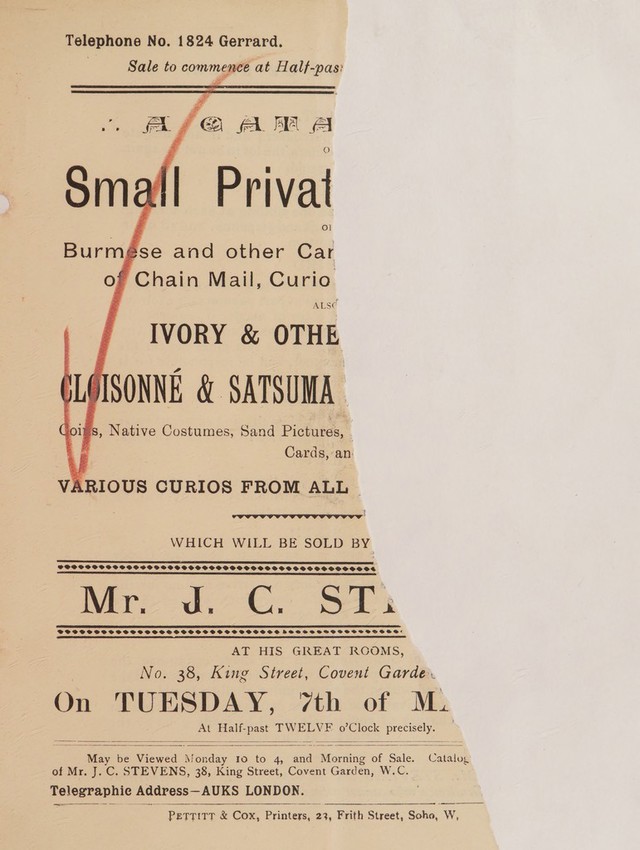 Telephone No. 1824 Gerrard.
Sale to commence at Half-pas
∴ A CATA
Small Privat
Burmese and other Car
of Chain Mail, Curio
ALSO
IVORY & OTHE
CLOISONNÉ & SATSUMA
Coins, Native Costumes, Sand Pictures,
Cards, an
VARIOUS CURIOS FROM ALL
WHICH WILL BE SOLD BY
Mr. J. C. ST
AT HIS GREAT ROOMS,
No. 38, King Street, Covent Garde
On TUESDAY, 7th of M
At Half-past TWELVE o'Clock precisely.
May be Viewed Monday 10 to 4, and Morning of Sale. Catalog
of Mr. J. C. STEVENS, 38, King Street, Covent Garden, W.C.
Telegraphic Address—AUKS LONDON.
PETTITT & COX, Printers, 23, Frith Street, Soho, W.